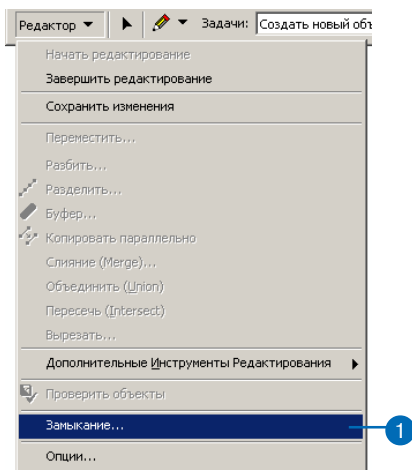 Редактор Задачи: Создать новый объ
Начать редактирование
Завершить редактирование
Сохранить изменения
Переместить...
Разбить...
Разделить...
Буфер...
Копировать параллельно
Слияние (Merge)...
Объединить (Union)
Пересечь (Intersect)
Вырезать...
Дополнительные Инструменты Редактирования
Проверить объекты
Замыкание... 1
Опции...